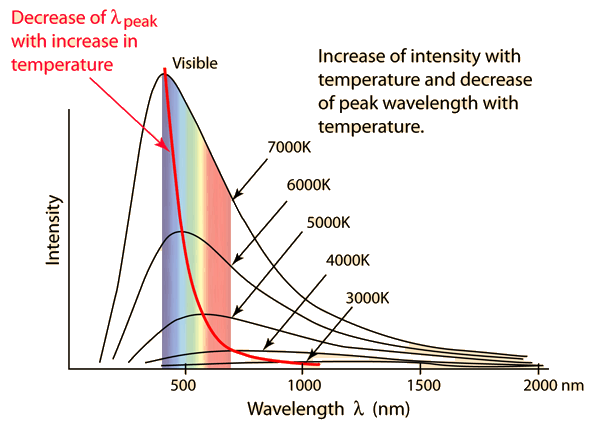 Decrease of λpeak
with increase in
temperature
Visible
Increase of intensity with
temperature and decrease
of peak wavelength with
temperature.
7000K
6000K
5000K
4000K
3000K
Intensity
500
1000
1500
2000 nm
Wavelength λ (nm)